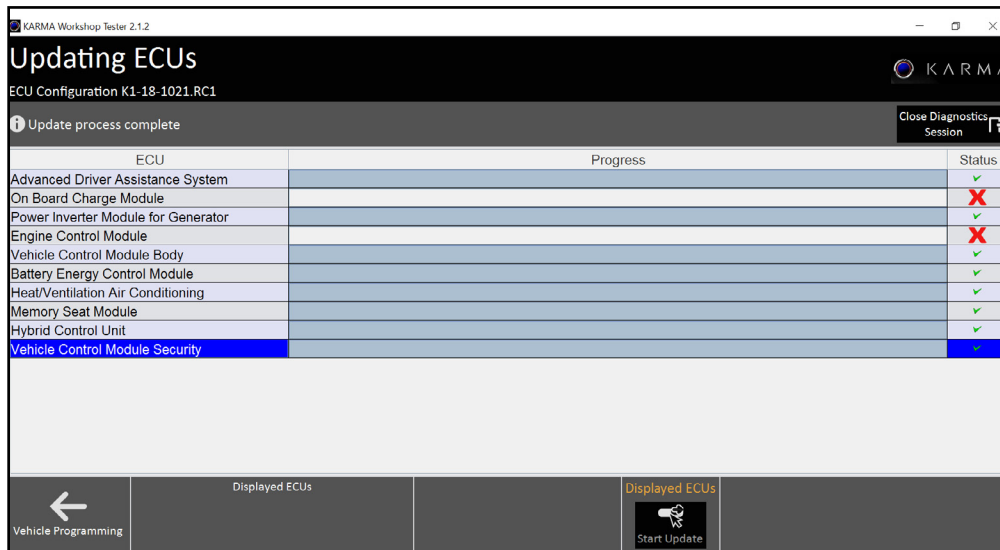 KARMA Workshop Tester 2.1.2
Updating ECUs
KARMA
ECU Configuration K1-18-1021.RC1
Update process complete
Close Diagnostics
Session
ECU Progress Status
Advanced Driver Assistance System
On Board Charge Module
Power Inverter Module for Generator
Engine Control Module
Vehicle Control Module Body
Battery Energy Control Module
Heat/Ventilation Air Conditioning
Memory Seat Module
Hybrid Control Unit
Vehicle Control Module Security
Displayed ECUs
Displayed ECUs
Vehicle Programming
Start Update